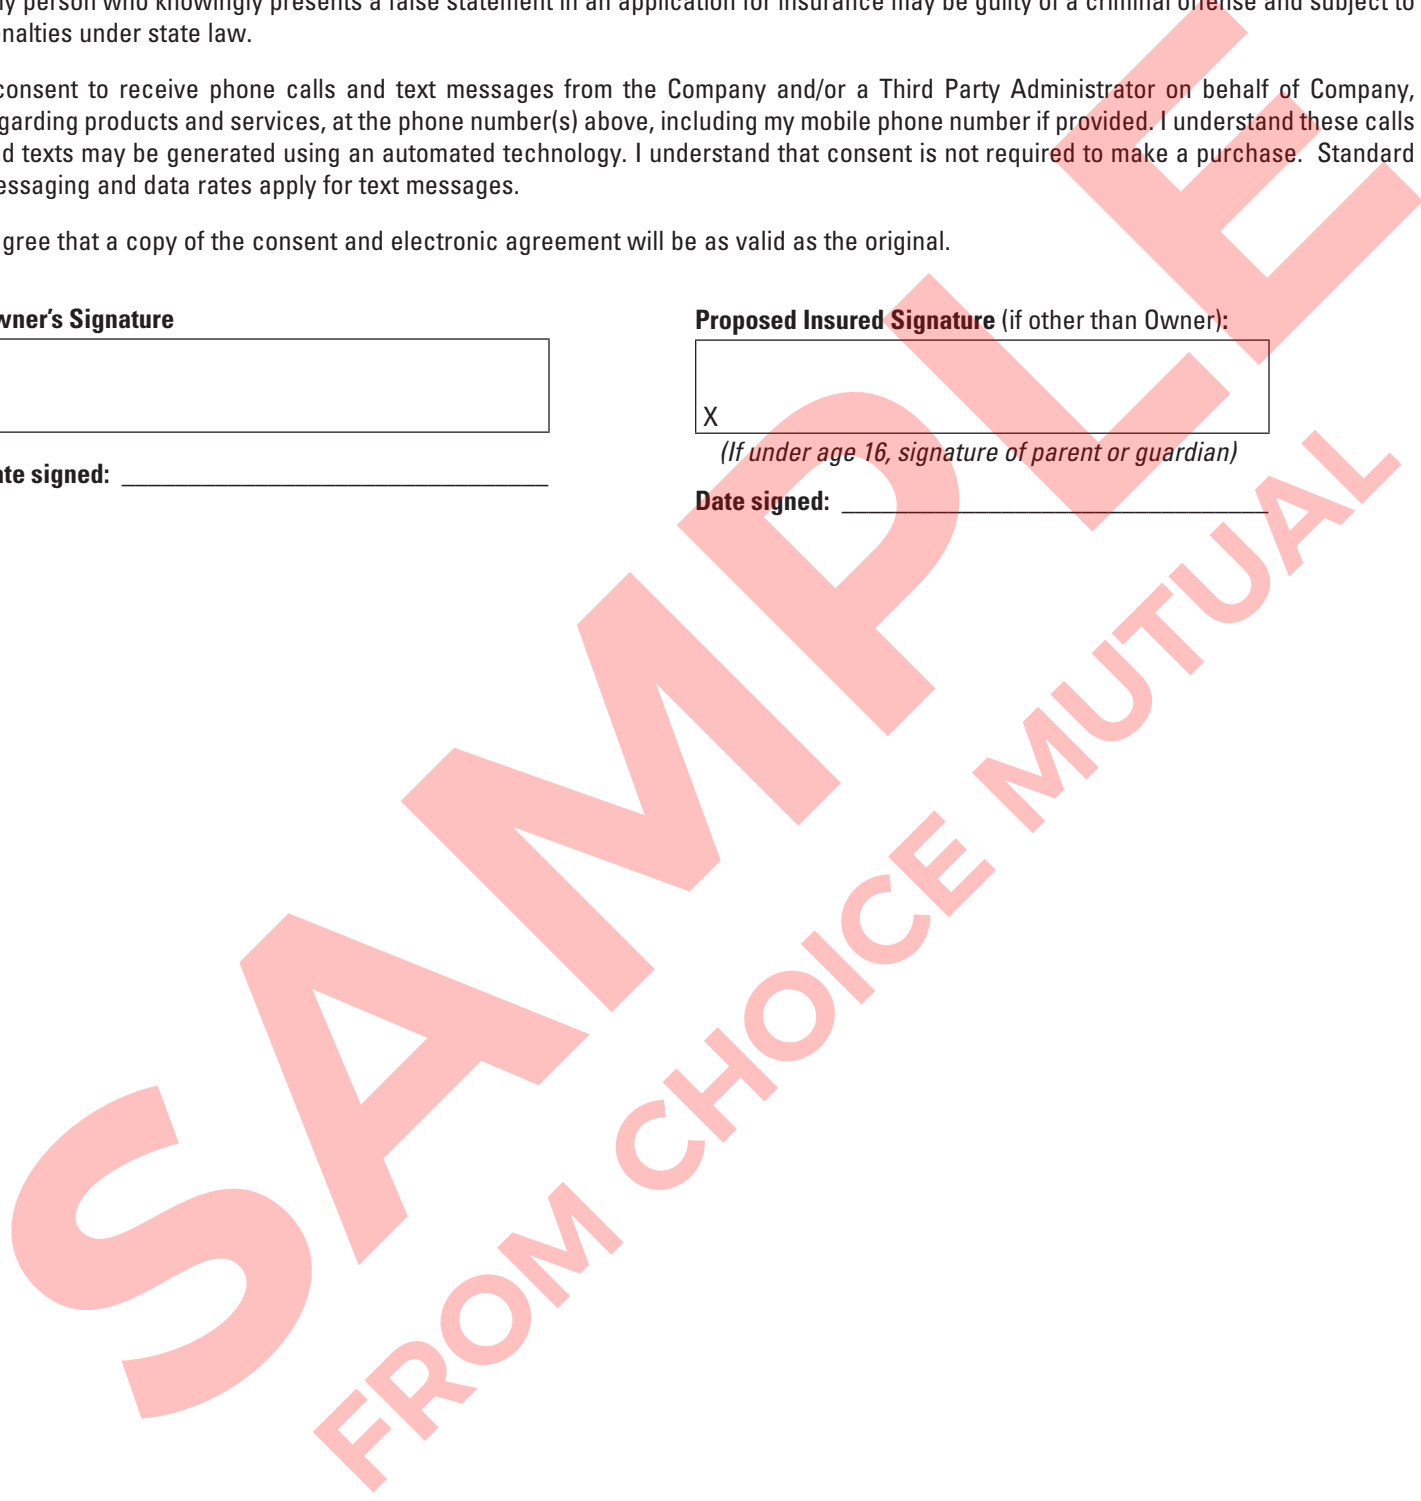 ny person who knowingly presents a false statement in an application for insurance may be guilty of a criminal offense and subject to
enalties under state law.
consent to receive phone calls and text messages from the Company and/or a Third Party Administrator on behalf of Company,
garding products and services, at the phone number(s) above, including my mobile phone number if provided. I understand these calls
d texts may be generated using an automated technology. I understand that consent is not required to make a purchase. Standard
essaging and data rates apply for text messages.
gree that a copy of the consent and electronic agreement will be as valid as the original.
wner's Signature
Proposed Insured Signature (if other than Owner):
X
(If under age 16, signature of parent or guardian)
ate signed:
Date signed:
SAMPLE
FROM CHOICE MUTUAL